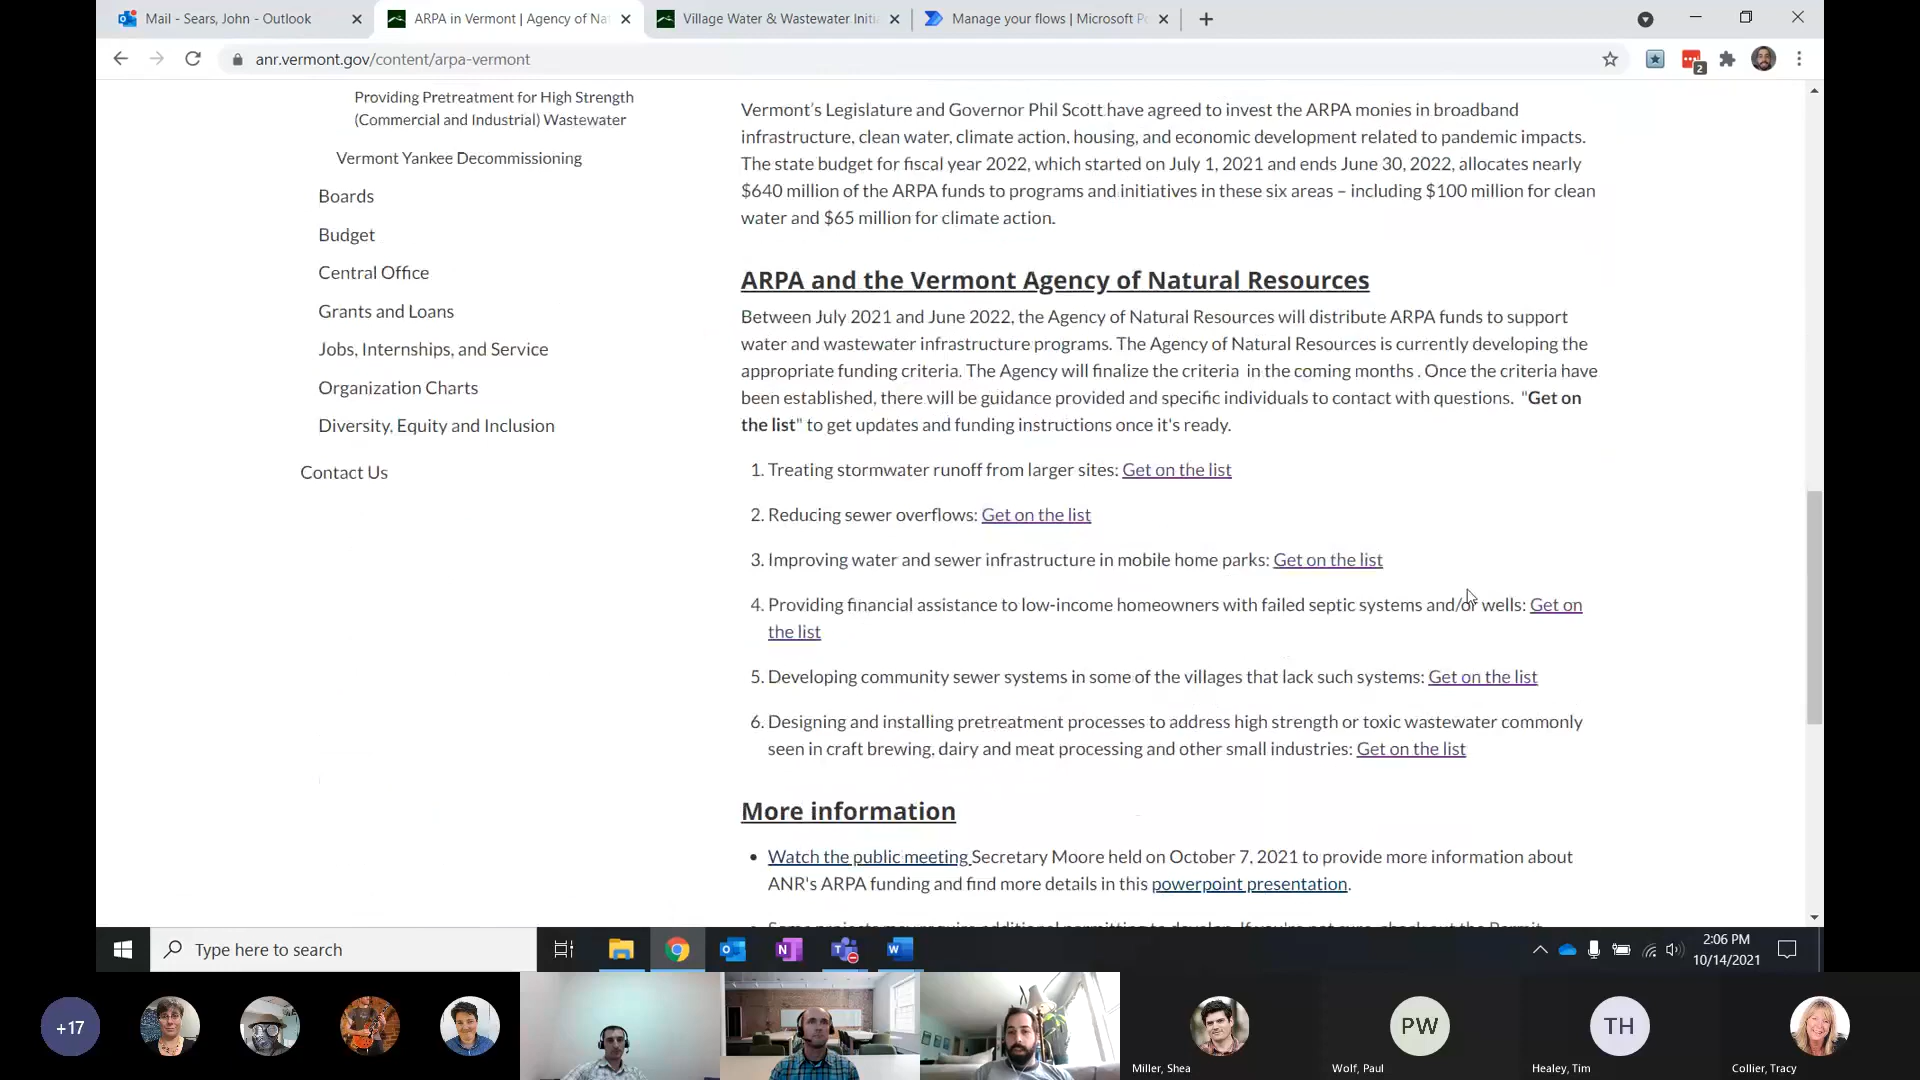 Mail - Sears, John - Outlook
ARPA in Vermont | Agency of Na
Village Water & Wastewater Initi
Manage your flows | Microsoft P
anr.vermont.gov/content/arpa-vermont
2
Providing Pretreatment for High Strength
(Commercial and Industrial) Wastewater
Vermont Yankee Decommissioning
Boards
Budget
Central Office
Grants and Loans
Jobs, Internships, and Service
Organization Charts
Diversity, Equity and Inclusion
Contact Us
Vermont's Legislature and Governor Phil Scott have agreed to invest the ARPA monies in broadband
infrastructure, clean water, climate action, housing, and economic development related to pandemic impacts.
The state budget for fiscal year 2022, which started on July 1, 2021 and ends June 30, 2022, allocates nearly
$640 million of the ARPA funds to programs and initiatives in these six areas – including $100 million for clean
water and $65 million for climate action.
ARPA and the Vermont Agency of Natural Resources
Between July 2021 and June 2022, the Agency of Natural Resources will distribute ARPA funds to support
water and wastewater infrastructure programs. The Agency of Natural Resources is currently developing the
appropriate funding criteria. The Agency will finalize the criteria in the coming months . Once the criteria have
been established, there will be guidance provided and specific individuals to contact with questions. "Get on
the list" to get updates and funding instructions once it's ready.
1. Treating stormwater runoff from larger sites: Get on the list
2. Reducing sewer overflows: Get on the list
3. Improving water and sewer infrastructure in mobile home parks: Get on the list
4. Providing financial assistance to low-income homeowners with failed septic systems and/or wells: Get on
the list
5. Developing community sewer systems in some of the villages that lack such systems: Get on the list
6. Designing and installing pretreatment processes to address high strength or toxic wastewater commonly
seen in craft brewing, dairy and meat processing and other small industries: Get on the list
More information
• Watch the public meeting Secretary Moore held on October 7, 2021 to provide more information about
ANR's ARPA funding and find more details in this powerpoint presentation.
Type here to search
2:06 PM
10/14/2021
+17
PW
TH
Miller, Shea
Wolf, Paul
Healey, Tim
Collier, Tracy